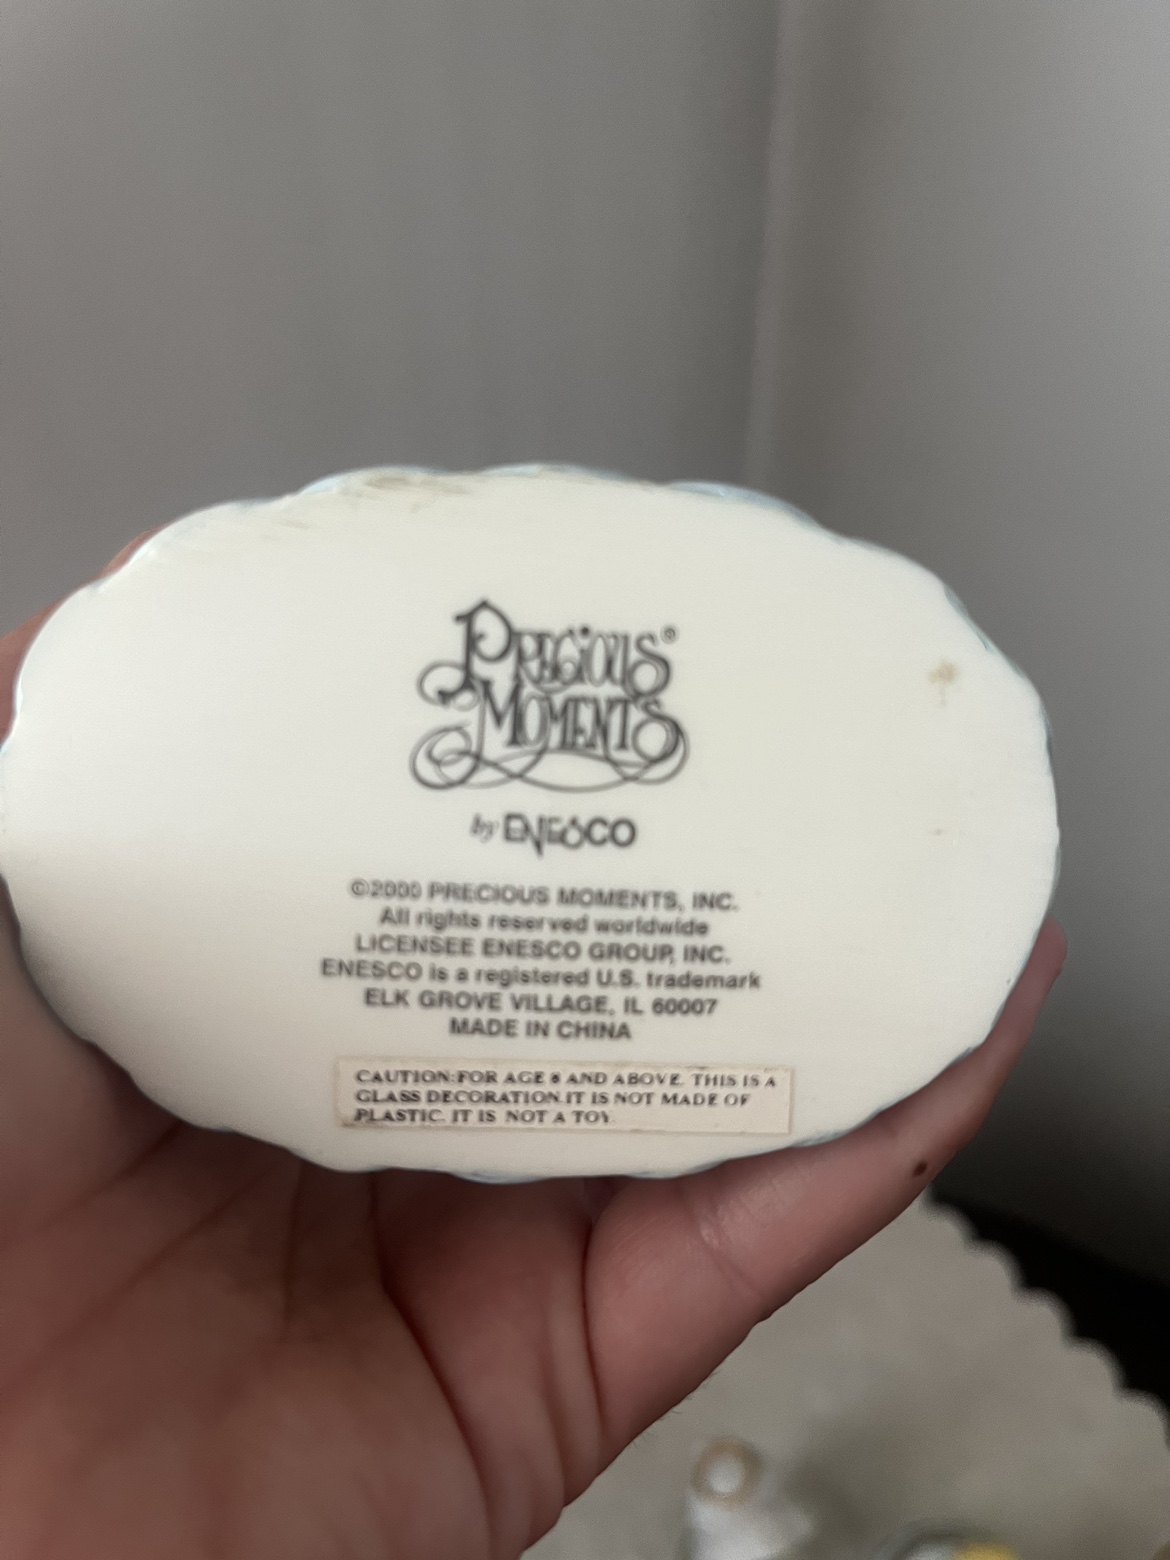 PRECIOUS®
MOMENTS
by ENESCO
©2000 PRECIOUS MOMENTS, INC.
All rights reserved worldwide
LICENSEE ENESCO GROUP, INC.
ENESCO is a registered U.S. trademark
ELK GROVE VILLAGE, IL 60007
MADE IN CHINA
CAUTION:FOR AGE 8 AND ABOVE. THIS IS A
GLASS DECORATION.IT IS NOT MADE OF
PLASTIC. IT IS NOT A TOY.